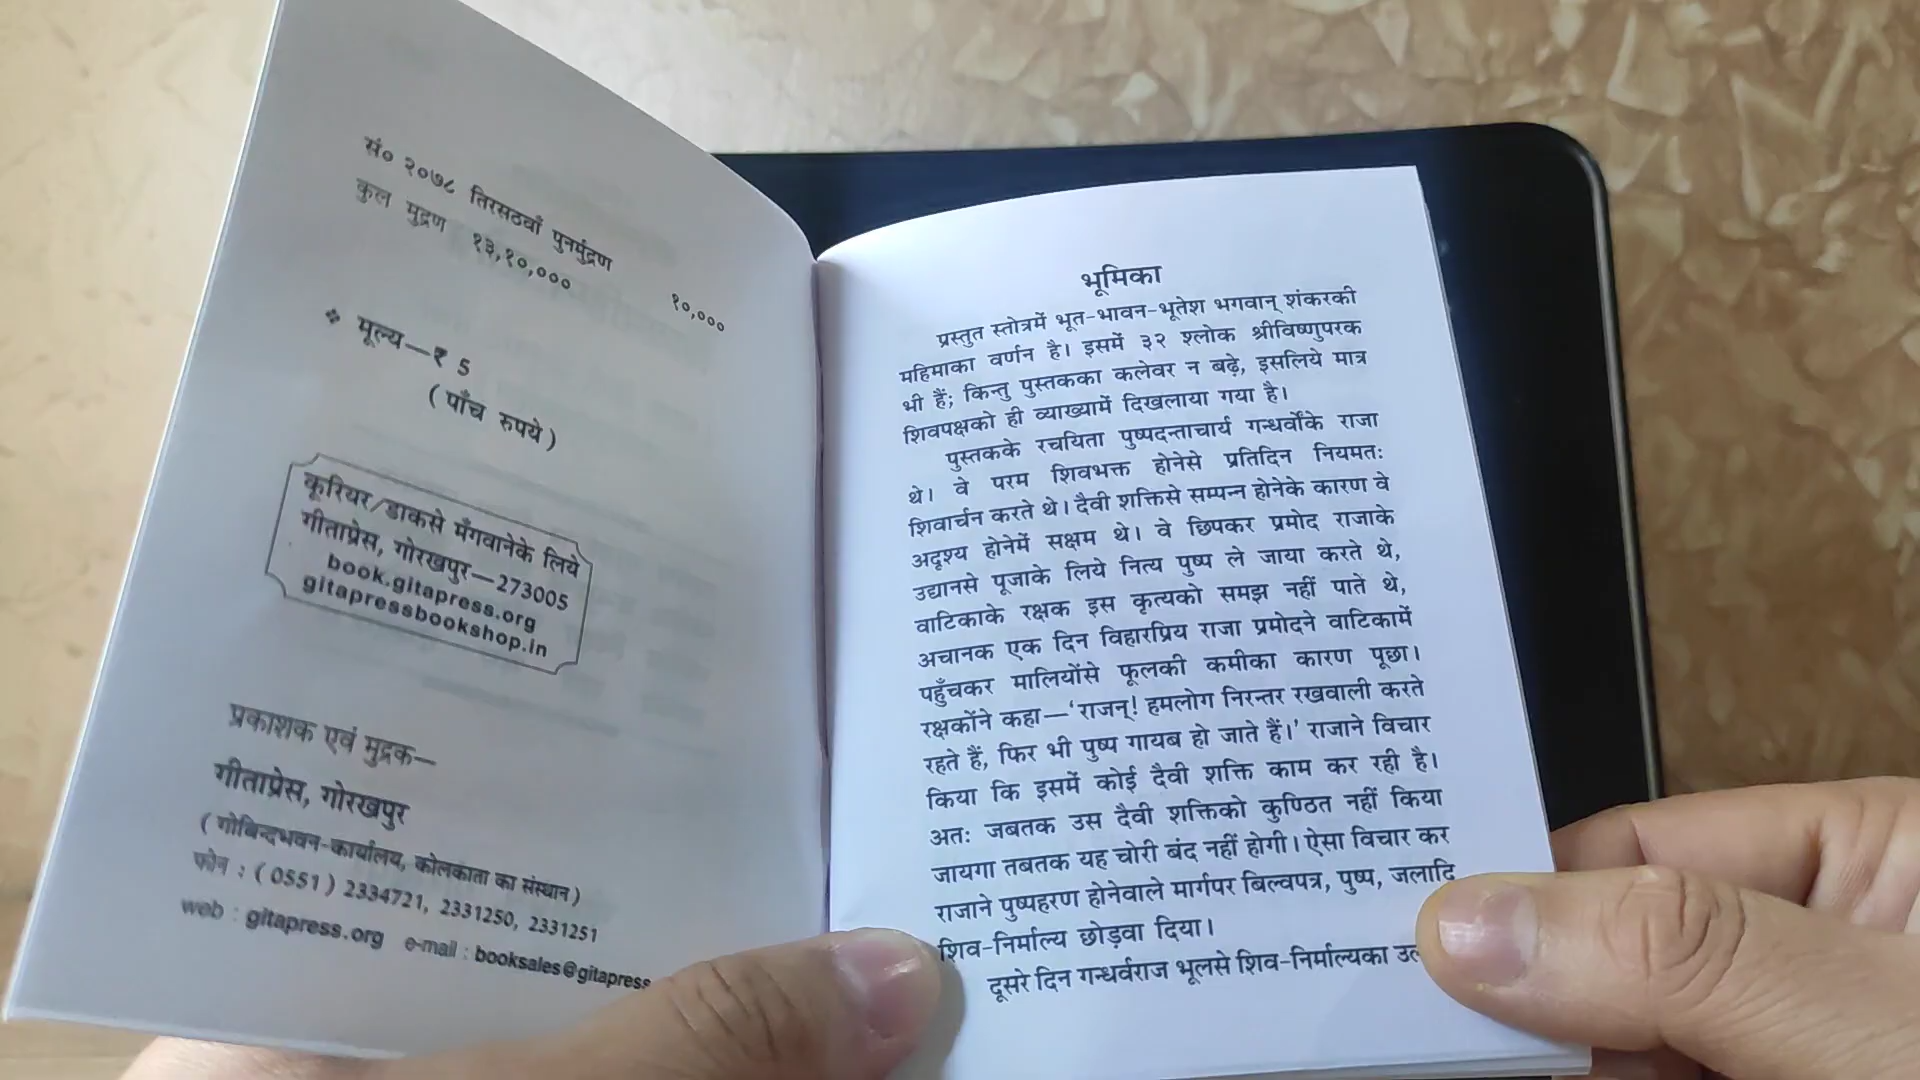 सं० २०७८ तिरसठवाँ पुनर्मुद्रण १०,०००
कुल मुद्रण १३,१०,०००
❖ मूल्य—₹ 5
( पाँच रुपये )
कूरियर/डाकसे मँगवानेके लिये
गीताप्रेस, गोरखपुर—273005
book.gitapress.org
gitapressbookshop.in
प्रकाशक एवं मुद्रक—
गीताप्रेस, गोरखपुर
( गोबिन्दभवन-कार्यालय, कोलकाता का संस्थान )
फोन : ( 0551 ) 2334721, 2331250, 2331251
web : gitapress.org e-mail : booksales@gitapress
भूमिका
प्रस्तुत स्तोत्रमें भूत-भावन-भूतेश भगवान् शंकरकी
महिमाका वर्णन है। इसमें ३२ श्लोक श्रीविष्णुपरक
भी हैं; किन्तु पुस्तकका कलेवर न बढ़े, इसलिये मात्र
शिवपक्षको ही व्याख्यामें दिखलाया गया है।
पुस्तकके रचयिता पुष्पदन्ताचार्य गन्धर्वोंके राजा
थे। वे परम शिवभक्त होनेसे प्रतिदिन नियमतः
शिवार्चन करते थे। दैवी शक्तिसे सम्पन्न होनेके कारण वे
अदृश्य होनेमें सक्षम थे। वे छिपकर प्रमोद राजाके
उद्यानसे पूजाके लिये नित्य पुष्प ले जाया करते थे,
वाटिकाके रक्षक इस कृत्यको समझ नहीं पाते थे,
अचानक एक दिन विहारप्रिय राजा प्रमोदने वाटिकामें
पहुँचकर मालियोंसे फूलकी कमीका कारण पूछा।
रक्षकोंने कहा—‘राजन्! हमलोग निरन्तर रखवाली करते
रहते हैं, फिर भी पुष्प गायब हो जाते हैं।’ राजाने विचार
किया कि इसमें कोई दैवी शक्ति काम कर रही है।
अतः जबतक उस दैवी शक्तिको कुण्ठित नहीं किया
जायगा तबतक यह चोरी बंद नहीं होगी। ऐसा विचार कर
राजाने पुष्पहरण होनेवाले मार्गपर बिल्वपत्र, पुष्प, जलादि
शिव-निर्माल्य छोड़वा दिया।
दूसरे दिन गन्धर्वराज भूलसे शिव-निर्माल्यका